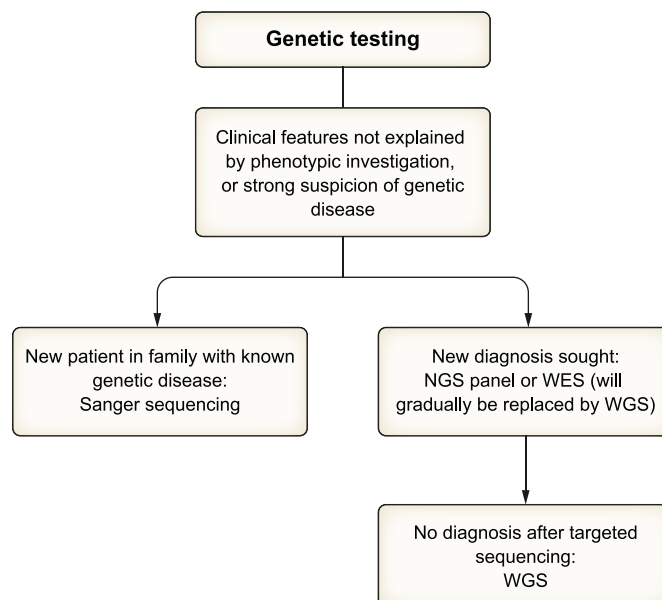 Genetic testing
Clinical features not explained
by phenotypic investigation,
or strong suspicion of genetic
disease
New patient in family with known
genetic disease:
Sanger sequencing
New diagnosis sought:
NGS panel or WES (will
gradually be replaced by WGS)
No diagnosis after targeted
sequencing:
WGS